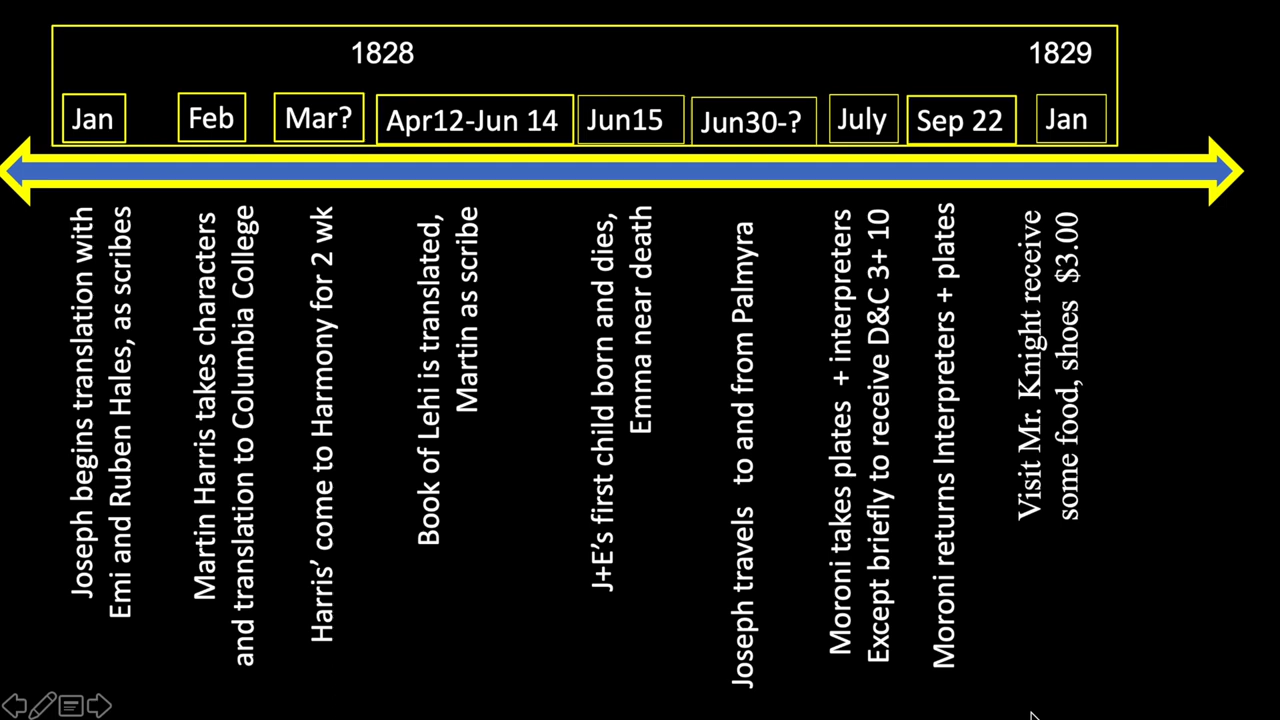 1828
1829
Jan
Feb
Mar?
Apr12-Jun 14
Jun15
Jun30-?
July
Sep 22
Jan
Joseph begins translation with
Emi and Ruben Hales, as scribes
Martin Harris takes characters
and translation to Columbia College
Harris’ come to Harmony for 2 wk
Book of Lehi is translated,
Martin as scribe
J+E’s first child born and dies,
Emma near death
Joseph travels to and from Palmyra
Moroni takes plates + interpreters
Except briefly to receive D&C 3+ 10
Moroni returns Interpreters + plates
Visit Mr. Knight receive
some food, shoes $3.00